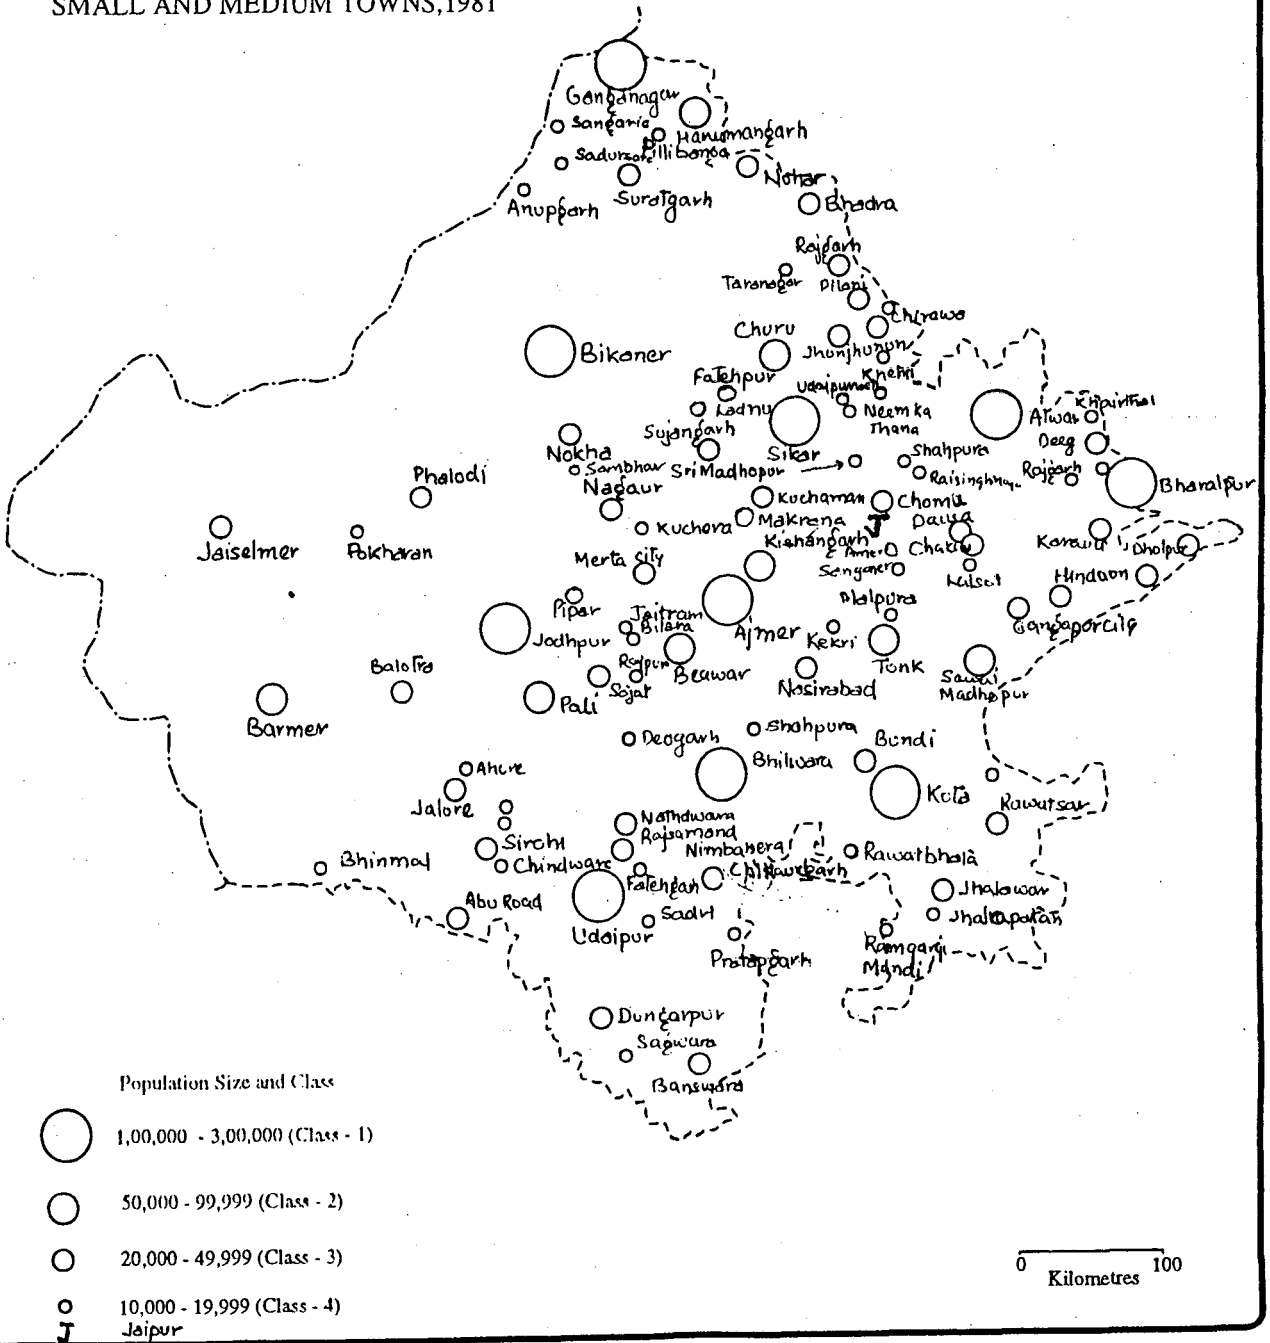 SMALL AND MEDIUM TOWNS,1981
Ganganagar
Sangaria
Hanumangarh
Pillibanga
Nohar
Suratgarh
Anupgarh
Bhadra
Rajgarh
Taranagar
Pilani
Chirawa
Churu
Bikaner
Jhunjhunun
Khetri
Fatehpur
Ladnu
Neem ka
Thana
Alwar
Khairthal
Sujangarh
Deeg
Nokha
Sikar
Shahpura
Sambhar
Sri Madhopur
Phalodi
Nagaur
Raisinghnagar
Rajgarh
Bharatpur
Kuchaman
Chomu
J
Kuchera
Makrana
Dausa
Jaiselmer
Pokharan
Kishangarh
Amer
Chaksu
Karauli
Dholpur
Merta City
Sanganer
Lalsot
Hindaon
Malpura
Pipar
Jaitram
Bilara
Gangaporcity
Jodhpur
Ajmer
Kekri
Tonk
Balotra
Raipur
Beawar
Sojat
Nasirabad
Sawai
Madhopur
Pali
Barmer
Deogarh
Shahpura
Bundi
Bhilwara
Ahore
Kota
Jalore
Rawatsar
Nathdwara
Rajsamand
Sirohi
Nimbahera
Rawatbhata
Bhinmal
Chindwara
Chittaurgarh
Fatehgarh
Jhalawar
Abu Road
Sadri
Jhalrapatan
Udaipur
Pratapgarh
Ramganj
Mandi
Dungarpur
Sagwara
Banswara
Population Size and Class
1,00,000 - 3,00,000 (Class - 1)
50,000 - 99,999 (Class - 2)
20,000 - 49,999 (Class - 3)
10,000 - 19,999 (Class - 4)
J Jaipur
0 100
Kilometres